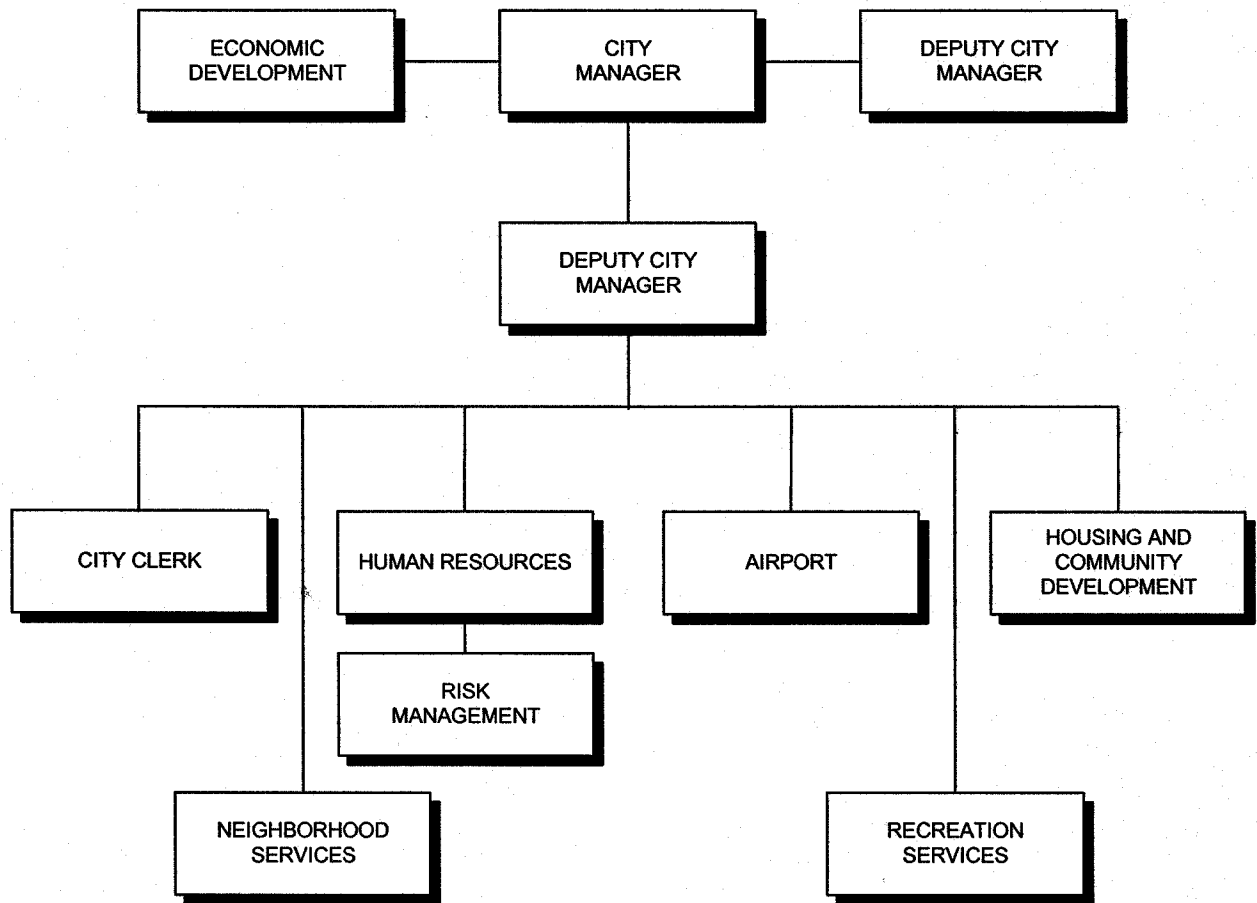 ECONOMIC
DEVELOPMENT
CITY
MANAGER
DEPUTY CITY
MANAGER
DEPUTY CITY
MANAGER
CITY CLERK
HUMAN RESOURCES
AIRPORT
HOUSING AND
COMMUNITY
DEVELOPMENT
RISK
MANAGEMENT
NEIGHBORHOOD
SERVICES
RECREATION
SERVICES